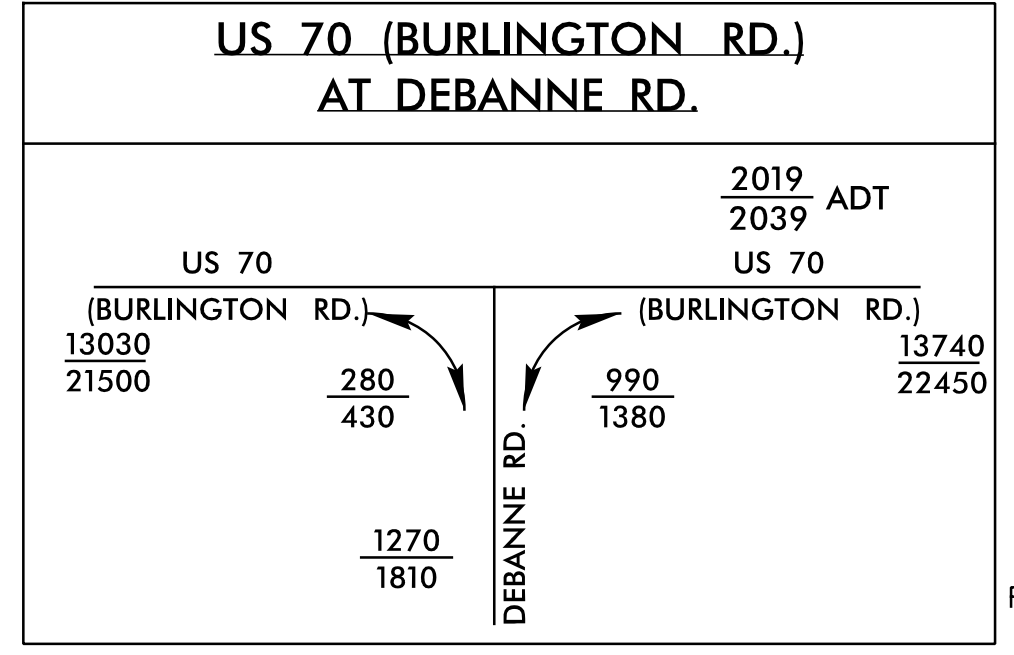 US 70 (BURLINGTON RD.)
AT DEBANNE RD.
2019
2039
ADT
US 70
US 70
(BURLINGTON RD.)
(BURLINGTON RD.)
13030
21500
13740
22450
280
430
990
1380
DEBANNE RD.
1270
1810